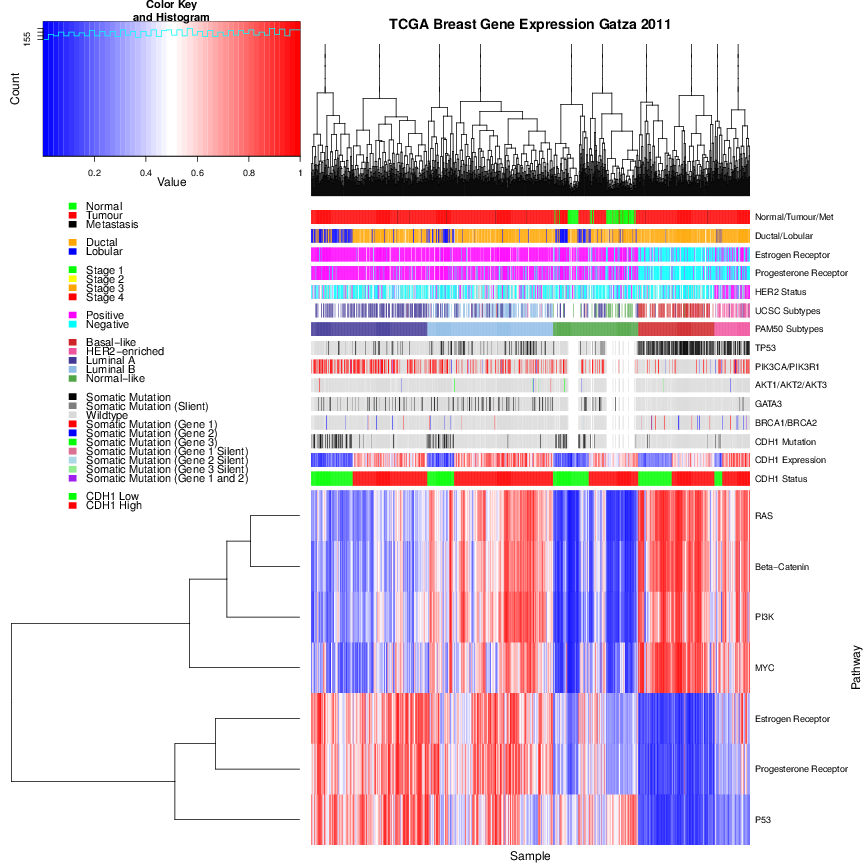 Color Key
and Histogram
TCGA Breast Gene Expression Gatza 2011
155
Count
0.2 0.4 0.6 0.8 1
Value
Normal
Tumour
Metastasis
Ductal
Lobular
Stage 1
Stage 2
Stage 3
Stage 4
Positive
Negative
Basal−like
HER2−enriched
Luminal A
Luminal B
Normal−like
Somatic Mutation
Somatic Mutation (Slient)
Wildtype
Somatic Mutation (Gene 1)
Somatic Mutation (Gene 2)
Somatic Mutation (Gene 3)
Somatic Mutation (Gene 1 Silent)
Somatic Mutation (Gene 2 Silent)
Somatic Mutation (Gene 3 Silent)
Somatic Mutation (Gene 1 and 2)
CDH1 Low
CDH1 High
Normal/Tumour/Met
Ductal/Lobular
Estrogen Receptor
Progesterone Receptor
HER2 Status
UCSC Subtypes
PAM50 Subtypes
TP53
PIK3CA/PIK3R1
AKT1/AKT2/AKT3
GATA3
BRCA1/BRCA2
CDH1 Mutation
CDH1 Expression
CDH1 Status
RAS
Beta−Catenin
PI3K
MYC
Estrogen Receptor
Progesterone Receptor
P53
Pathway
Sample